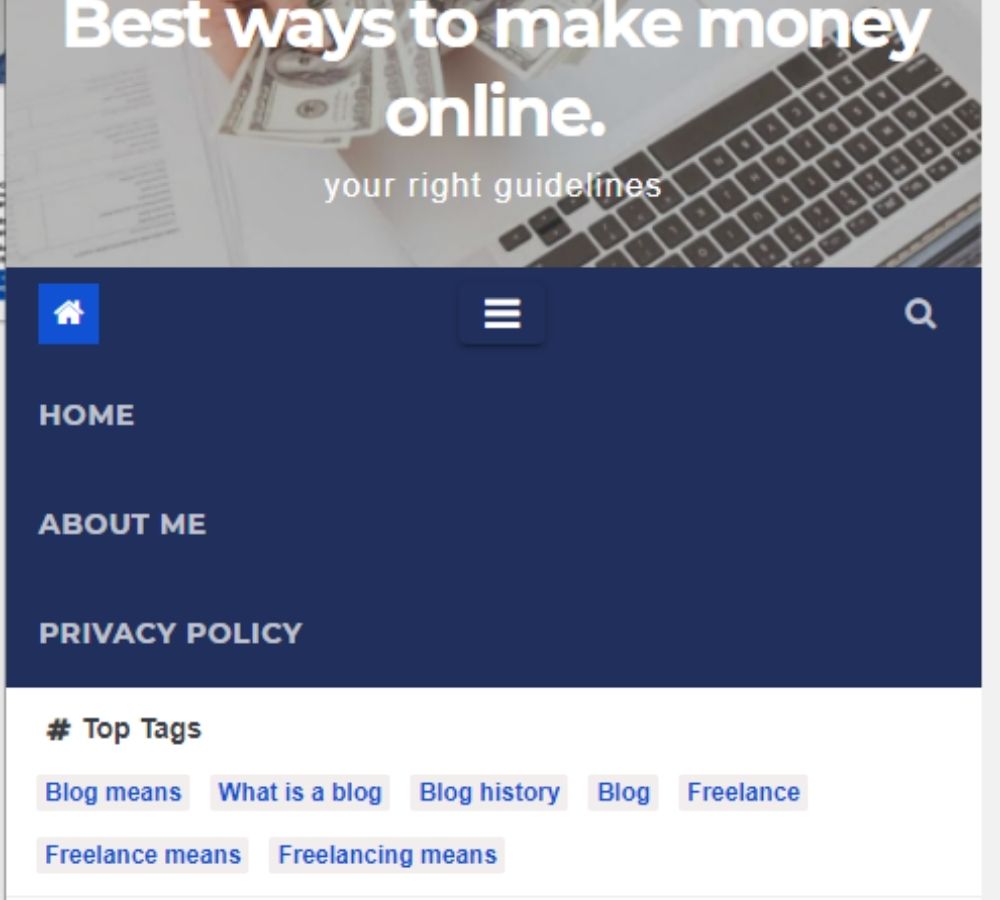 Best ways to make money
online.
your right guidelines
HOME
ABOUT ME
PRIVACY POLICY
# Top Tags
Blog means What is a blog Blog history Blog Freelance
Freelance means Freelancing means